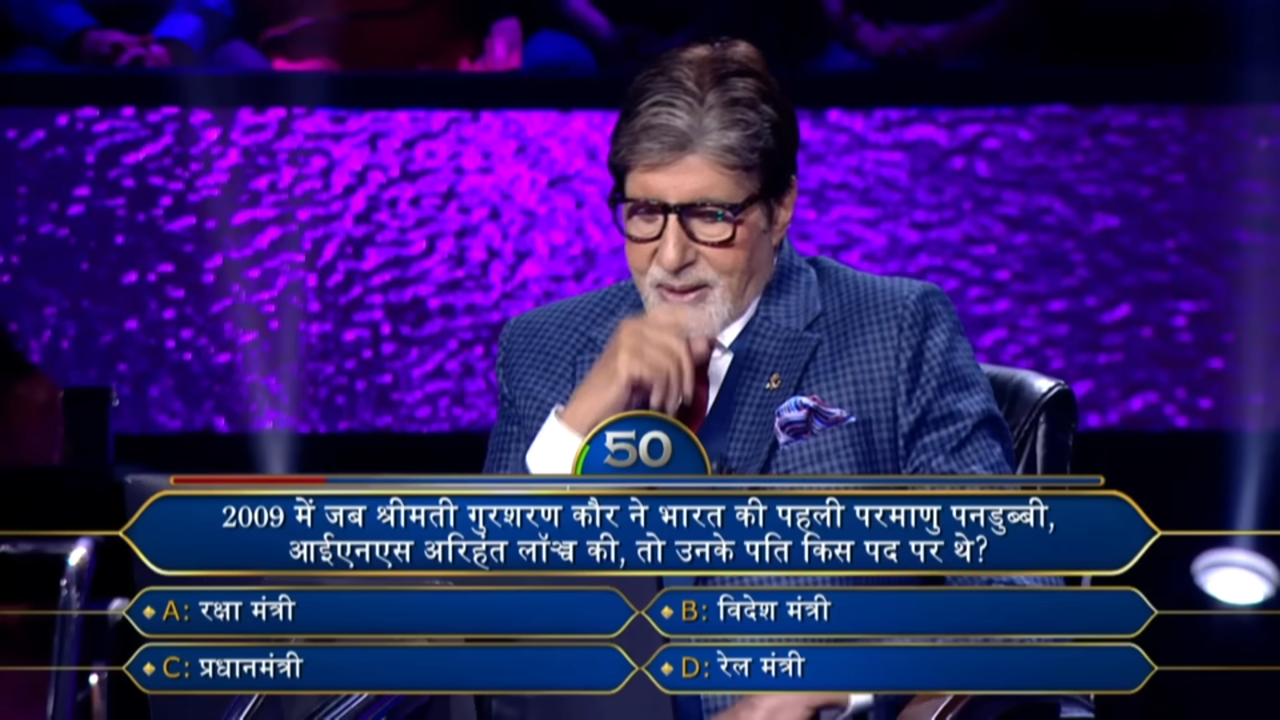 50
2009 में जब श्रीमती गुरशरण कौर ने भारत की पहली परमाणु पनडुब्बी,
आईएनएस अरिहंत लॉन्च की, तो उनके पति किस पद पर थे?
A: रक्षा मंत्री
B: विदेश मंत्री
C: प्रधानमंत्री
D: रेल मंत्री